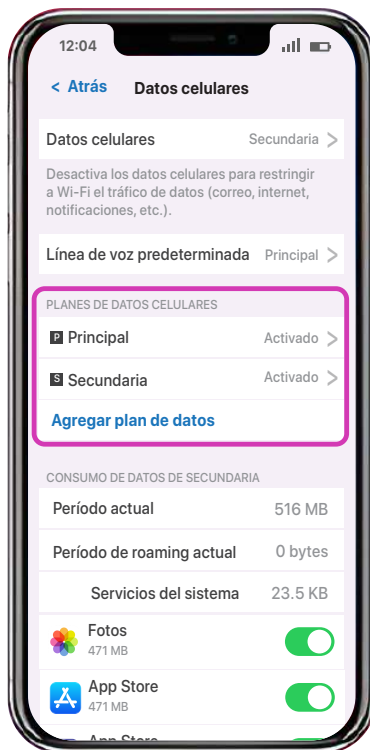 12:04
< Atrás Datos celulares
Datos celulares Secundaria >
Desactiva los datos celulares para restringir
a Wi-Fi el tráfico de datos (correo, internet,
notificaciones, etc.).
Línea de voz predeterminada Principal >
PLANES DE DATOS CELULARES
P Principal Activado >
S Secundaria Activado >
Agregar plan de datos
CONSUMO DE DATOS DE SECUNDARIA
Período actual 516 MB
Período de roaming actual 0 bytes
Servicios del sistema 23.5 KB
Fotos
471 MB
App Store
471 MB
App Store